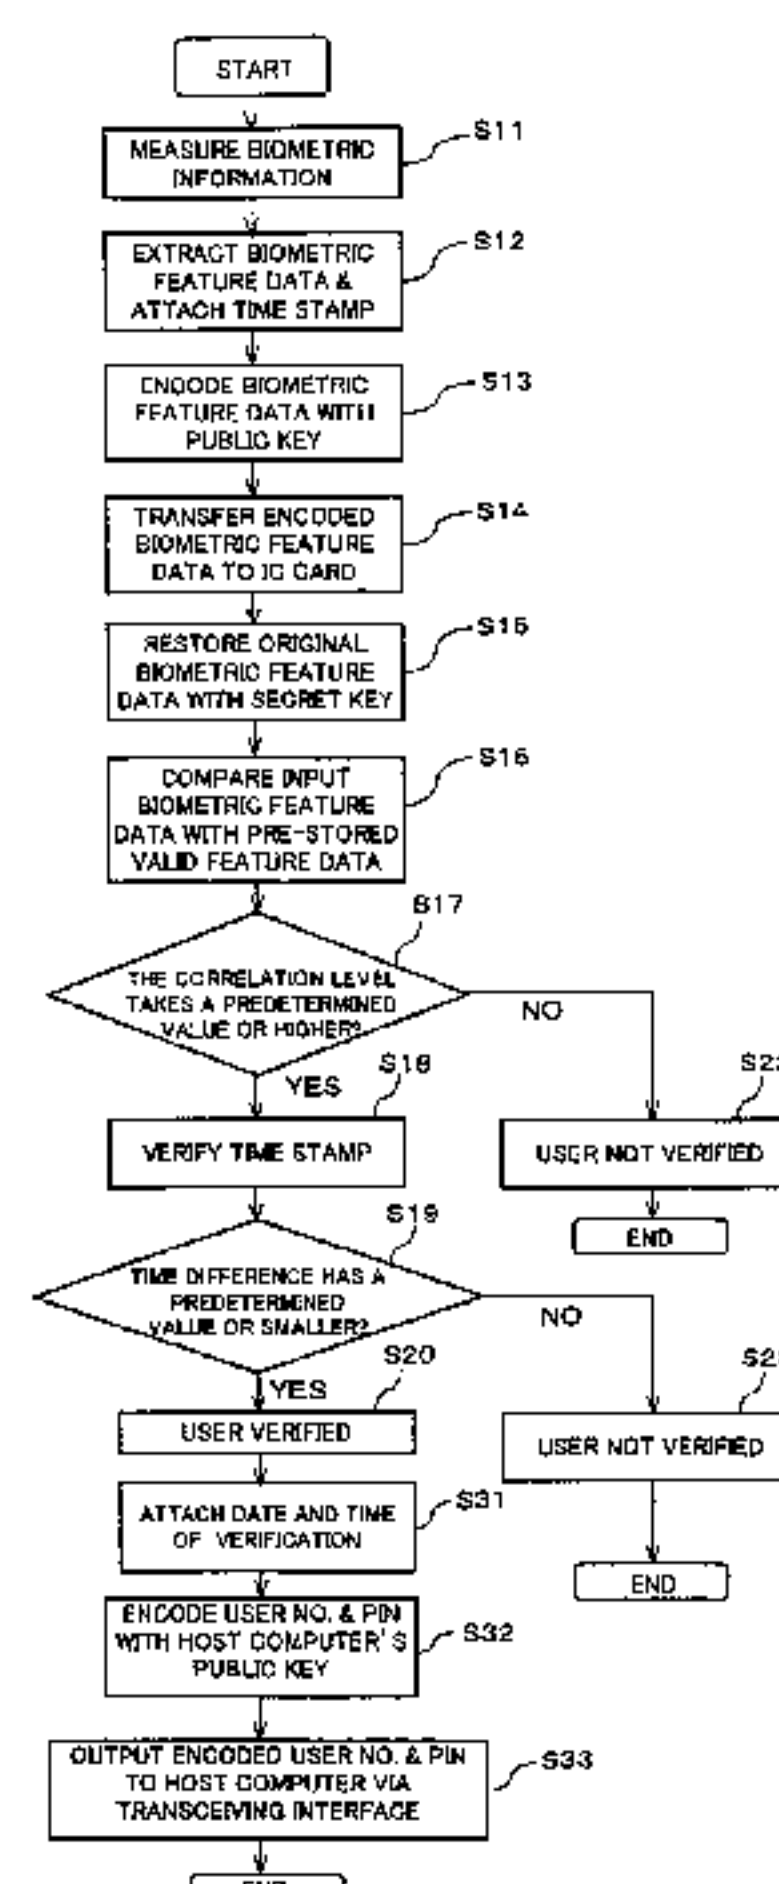 START
S11
MEASURE BIOMETRIC
INFORMATION
S12
EXTRACT BIOMETRIC
FEATURE DATA &
ATTACH TIME STAMP
S13
ENCODE BIOMETRIC
FEATURE DATA WITH
PUBLIC KEY
S14
TRANSFER ENCODED
BIOMETRIC FEATURE
DATA TO IC CARD
S15
RESTORE ORIGINAL
BIOMETRIC FEATURE
DATA WITH SECRET KEY
S16
COMPARE INPUT
BIOMETRIC FEATURE
DATA WITH PRE-STORED
VALID FEATURE DATA
S17
THE CORRELATION LEVEL
TAKES A PREDETERMINED
VALUE OR HIGHER?
NO
YES
S18
VERIFY TIME STAMP
USER NOT VERIFIED
END
S19
TIME DIFFERENCE HAS A
PREDETERMINED
VALUE OR SMALLER?
NO
YES
S20
USER VERIFIED
USER NOT VERIFIED
END
S31
ATTACH DATE AND TIME
OF VERIFICATION
S32
ENCODE USER NO. & PIN
WITH HOST COMPUTER'S
PUBLIC KEY
S33
OUTPUT ENCODED USER NO. & PIN
TO HOST COMPUTER VIA
TRANSCEIVING INTERFACE